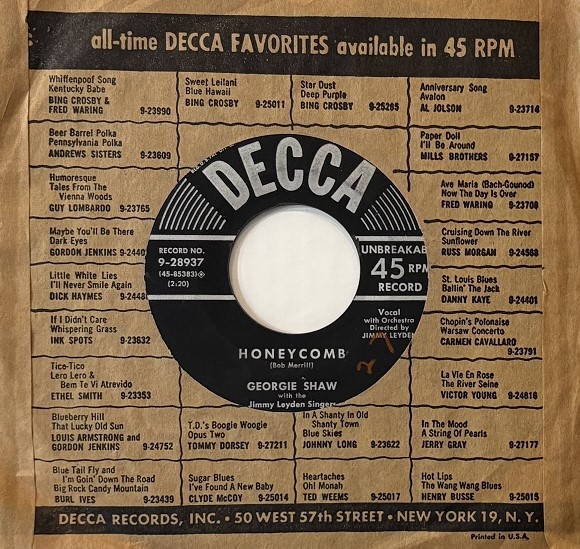 all-time DECCA FAVORITES available in 45 RPM
Whiffenpoof Song
Kentucky Babe
BING CROSBY &
FRED WARING 9-23990
Sweet Leilani
Blue Hawaii
BING CROSBY 9-25011
Star Dust
Deep Purple
BING CROSBY 9-25285
Anniversary Song
Avalon
AL JOLSON 9-23714
Beer Barrel Polka
Pennsylvania Polka
ANDREWS SISTERS 9-23609
Paper Doll
I'll Be Around
MILLS BROTHERS 9-27157
Humoresque
Tales From The
Vienna Woods
GUY LOMBARDO 9-23765
Ave Maria (Bach-Gounod)
Now The Day Is Over
FRED WARING 9-23708
Maybe You'll Be There
Dark Eyes
GORDON JENKINS 9-2440
Cruising Down The River
Sunflower
RUSS MORGAN 9-24568
Little White Lies
I'll Never Smile Again
DICK HAYMES 9-2448
St. Louis Blues
Ballin' The Jack
DANNY KAYE 9-24401
If I Didn't Care
Whispering Grass
INK SPOTS 9-23632
Chopin's Polonaise
Warsaw Concerto
CARMEN CAVALLARO
9-23791
Tico-Tico
Lero Lero &
Bem Te Vi Atrevido
ETHEL SMITH 9-23353
La Vie En Rose
The River Seine
VICTOR YOUNG 9-24816
Blueberry Hill
That Lucky Old Sun
LOUIS ARMSTRONG and
GORDON JENKINS 9-24752
T.D.'s Boogie Woogie
Opus Two
TOMMY DORSEY 9-27211
In A Shanty In Old
Shanty Town
Blue Skies
JOHNNY LONG 9-23622
In The Mood
A String Of Pearls
JERRY GRAY 9-27177
Blue Tail Fly and
I'm Goin' Down The Road
Big Rock Candy Mountain
BURL IVES 9-23439
Sugar Blues
I've Found A New Baby
CLYDE McCOY 9-25014
Heartaches
Oh! Monah
TED WEEMS 9-25017
Hot Lips
The Wang Wang Blues
HENRY BUSSE 9-25015
DECCA
RECORD NO.
9-28937
(45-85383)
(2:20)
UNBREAKAB
45 RPM
RECORD
Vocal
with Orchestra
Directed by
JIMMY LEYDEN
27
HONEYCOMB
(Bob Merrill)
GEORGIE SHAW
with the
Jimmy Leyden Singers
DECCA RECORDS, INC. • 50 WEST 57th STREET • NEW YORK 19, N. Y.
Printed in U.S.A.